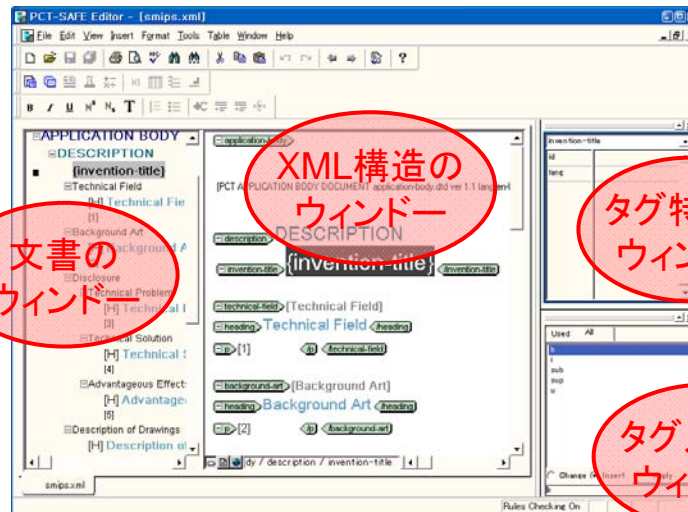 PCT-SAFE Editor - [smips.xml]
File Edit View Insert Format Tools Table Window Help
APPLICATION BODY
DESCRIPTION
{invention-title}
Technical Field
[H] Technical Fie
[1]
Background Art
[2]
Disclosure
Technical Problem
[H] Technical
[3]
Technical Solution
[H] Technical
[4]
Advantageous Effect
[H] Advantage
[5]
Description of Drawings
[H] Description of
文書の
ウィンドー
application-body
[PCT APPLICATION BODY DOCUMENT application-body.dtd ver 1.1 lang
description DESCRIPTION
invention-title {invention-title} /invention-title
technical-field [Technical Field]
heading Technical Field /heading
p [1] /p /technical-field
background-art [Background Art]
heading Background Art /heading
p [2] /p /background-art
XML構造の
ウィンドー
dy / description / invention-title
invention-title
id
lang
タグ特
ウィン
Used All
b
i
sub
sup
u
タグ
ウィ
Change Insert
smips.xml
Rules Checking On